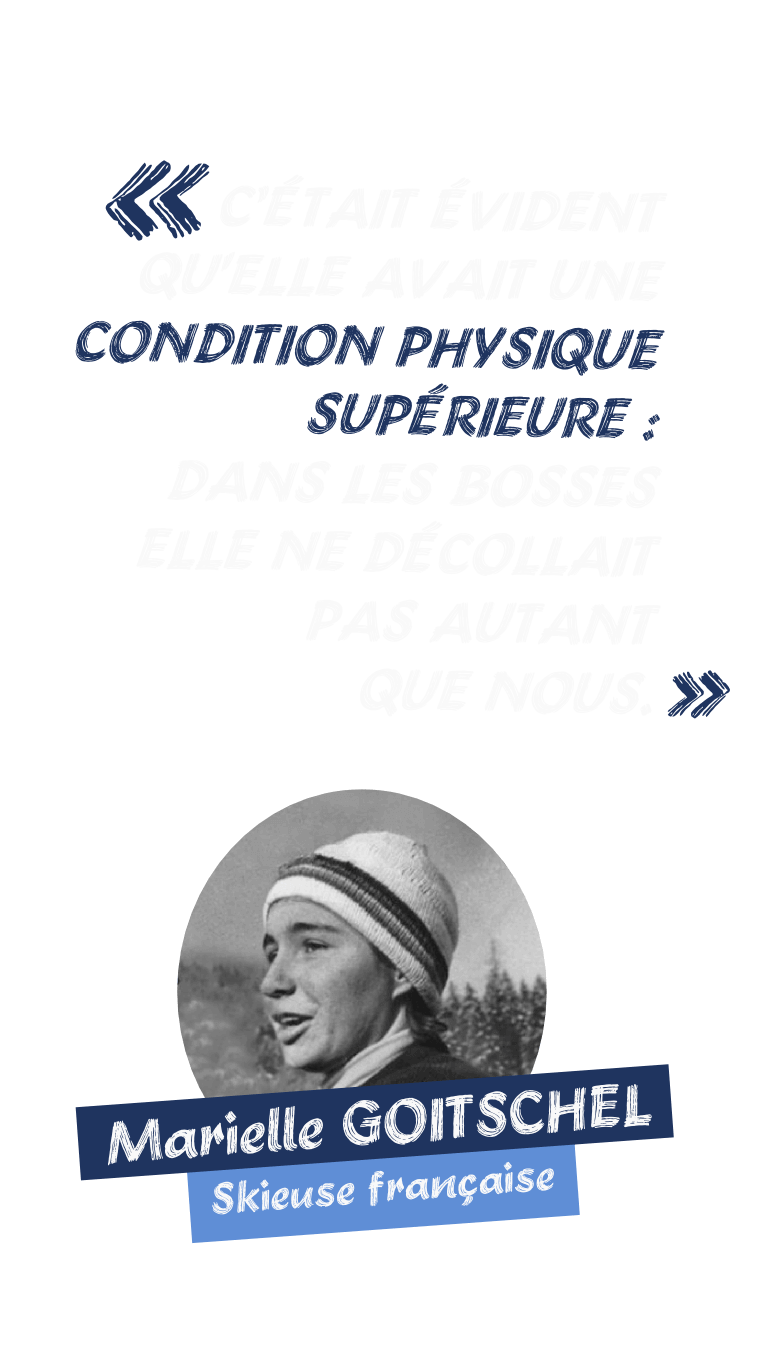 « C'ÉTAIT ÉVIDENT
QU'ELLE AVAIT UNE
CONDITION PHYSIQUE
SUPÉRIEURE :
DANS LES BOSSES
ELLE NE DÉCOLLAIT
PAS AUTANT
QUE NOUS. »
Marielle GOITSCHEL
Skieuse française